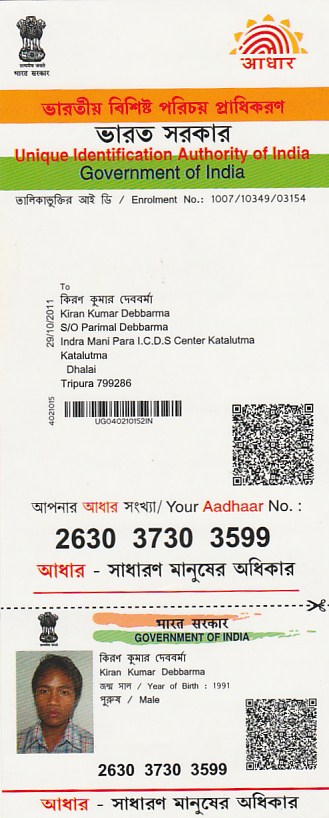 भारत सरकार
आधार
ভারতীয় বিশিষ্ট পরিচয় প্রাধিকরণ
ভারত সরকার
Unique Identification Authority of India
Government of India
তালিকাভুক্তির আই ডি / Enrolment No.: 1007/10349/03154
29/10/2011
To
কিরণ কুমার দেববর্মা
Kiran Kumar Debbarma
S/O Parimal Debbarma
Indra Mani Para I.C.D.S Center Katalutma
Katalutma
Dhalai
Tripura 799286
4021015
UG040210152IN
আপনার আধার সংখ্যা/ Your Aadhaar No. :
2630 3730 3599
আধার - সাধারণ মানুষের অধিকার
भारत सरकार
GOVERNMENT OF INDIA
কিরণ কুমার দেববর্মা
Kiran Kumar Debbarma
জন্ম সাল / Year of Birth : 1991
পুরুষ / Male
2630 3730 3599
আধার - সাধারণ মানুষের অধিকার